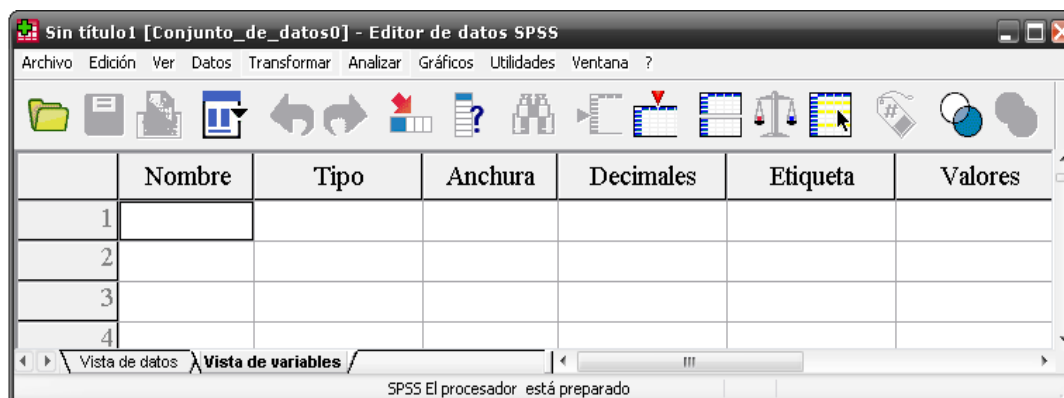 Sin título1 [Conjunto_de_datos0] - Editor de datos SPSS
Archivo Edición Ver Datos Transformar Analizar Gráficos Utilidades Ventana ?
Nombre Tipo Anchura Decimales Etiqueta Valores
1
2
3
4
Vista de datos Vista de variables
SPSS El procesador está preparado